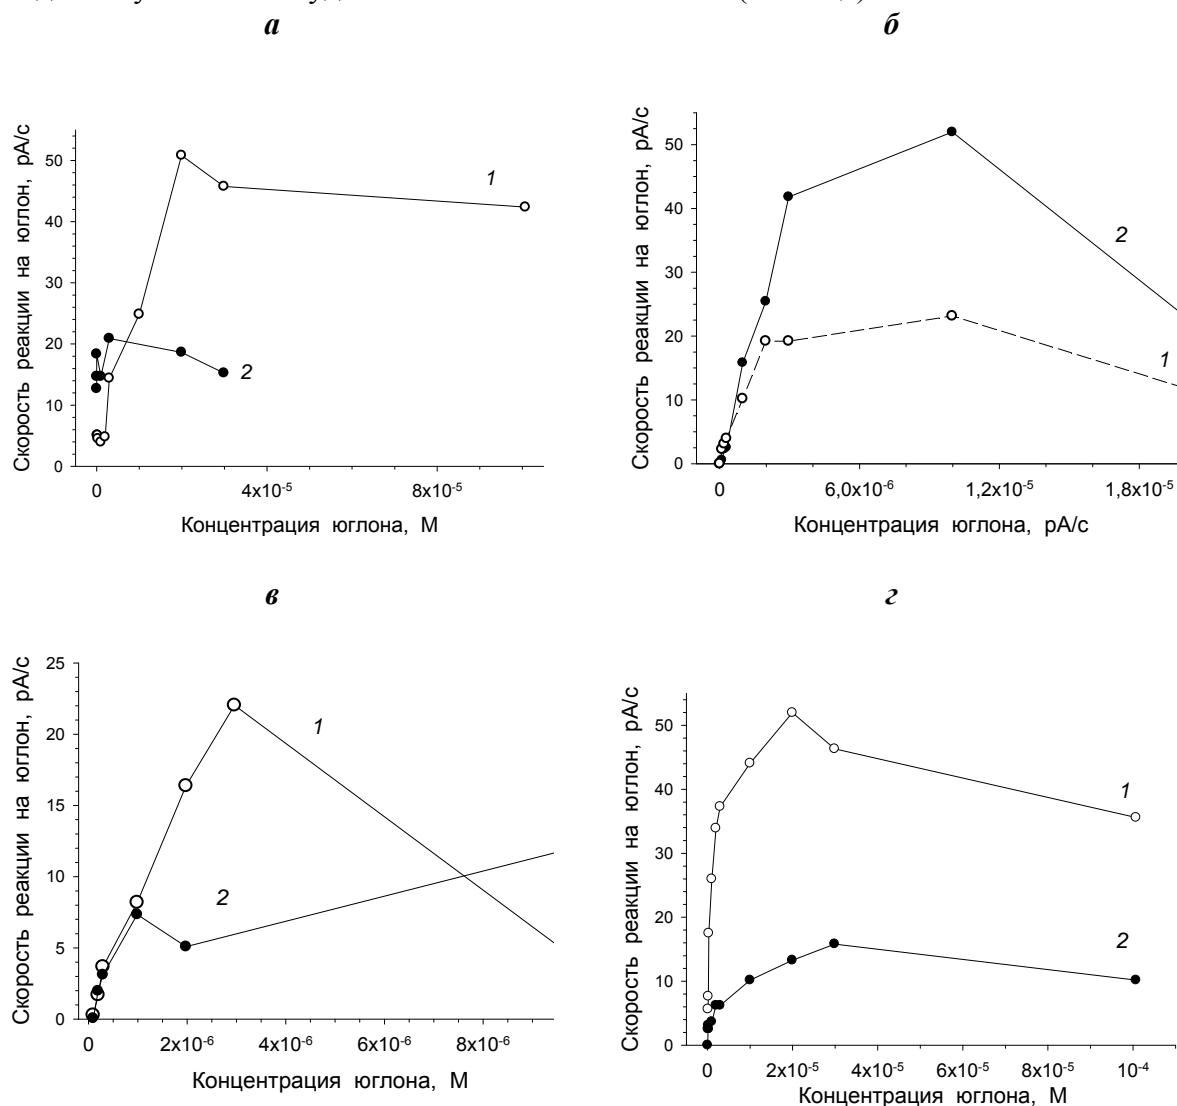 а
б
Скорость реакции на юглон, pA/c
50
40
30
20
10
0
1
2
0
4x10-5
8x10-5
Концентрация юглона, М
Скорость реакции на юглон, pA/c
50
40
30
20
10
0
2
1
0
6,0x10-6
1,2x10-5
1,8x10-5
Концентрация юглона, pA/c
в
г
Скорость реакции на юглон, pA/c
25
20
15
10
5
0
1
2
0
2x10-6
4x10-6
6x10-6
8x10-6
Концентрация юглона, М
Скорость реакции на юглон, pA/c
50
40
30
20
10
0
1
2
0
2x10-5
4x10-5
6x10-5
8x10-5
10-4
Концентрация юглона, М